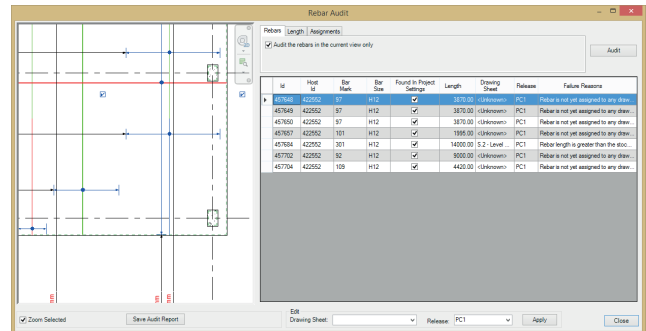 Rebar Audit
Rebars Length Assignments
Audit the rebars in the current view only
Audit
Id Host Id Bar Mark Bar Size Found In Project Settings Length Drawing Sheet Release Failure Reasons
457648 422552 97 H12 3870.00 <Unknown> PC1 Rebar is not yet assigned to any draw...
457649 422552 97 H12 3870.00 <Unknown> PC1 Rebar is not yet assigned to any draw...
457650 422552 97 H12 3870.00 <Unknown> PC1 Rebar is not yet assigned to any draw...
457657 422552 101 H12 1995.00 <Unknown> PC1 Rebar is not yet assigned to any draw...
457684 422552 301 H12 14000.00 S.2 - Level ... PC1 Rebar length is greater than the stoc...
457702 422552 92 H12 9000.00 <Unknown> PC1 Rebar is not yet assigned to any draw...
457704 422552 109 H12 4420.00 <Unknown> PC1 Rebar is not yet assigned to any draw...
Zoom Selected
Save Audit Report
Edit
Drawing Sheet:
Release: PC1
Apply
Close